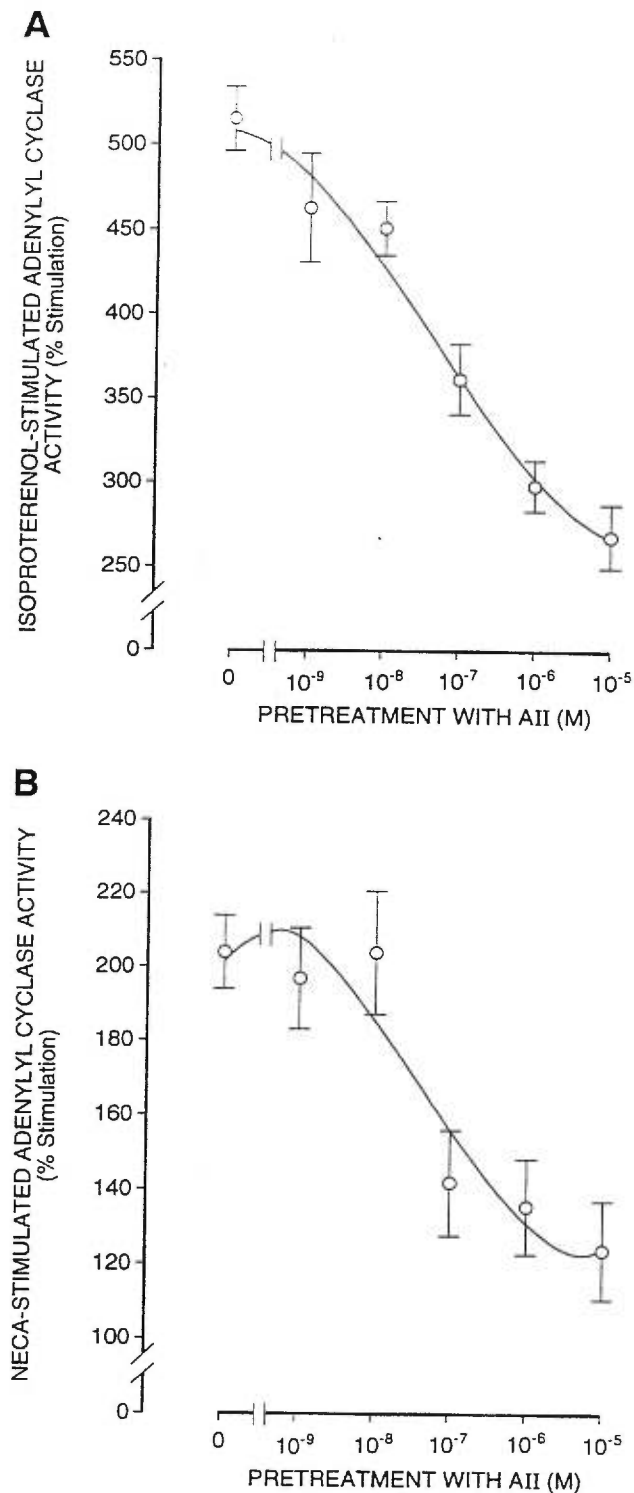 A
ISOPROTERENOL-STIMULATED ADENYLYL CYCLASE
ACTIVITY (% Stimulation)
550
500
450
400
350
300
250
0
0 10⁻⁹ 10⁻⁸ 10⁻⁷ 10⁻⁶ 10⁻⁵
PRETREATMENT WITH AII (M)
B
NECA-STIMULATED ADENYLYL CYCLASE ACTIVITY
(% Stimulation)
240
220
200
180
160
140
120
100
0
0 10⁻⁹ 10⁻⁸ 10⁻⁷ 10⁻⁶ 10⁻⁵
PRETREATMENT WITH AII (M)